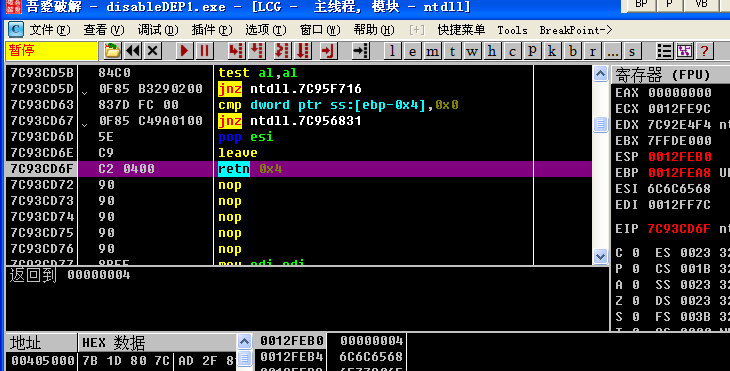 吾愛破解 - disableDEP1.exe - [LCG - 主线程, 模块 - ntdll]
BP P VB
C 文件(F) 查看(V) 调试(D) 插件(P) 选项(T) 窗口(W) 帮助(H) [+] 快捷菜单 Tools BreakPoint->
暂停 l e m t w h c p k b r ... s
7C93CD5B 84C0 test al,al
7C93CD5D 0F85 B3290200 jnz ntdll.7C95F716
7C93CD63 837D FC 00 cmp dword ptr ss:[ebp-0x4],0x0
7C93CD67 0F85 C49A0100 jnz ntdll.7C956831
7C93CD6D 5E pop esi
7C93CD6E C9 leave
7C93CD6F C2 0400 retn 0x4
7C93CD72 90 nop
7C93CD73 90 nop
7C93CD74 90 nop
7C93CD75 90 nop
7C93CD76 90 nop
7C93CD77 8BFF mov edi,edi
寄存器 (FPU)
EAX 00000000
ECX 0012FE9C
EDX 7C92E4F4 nt
EBX 7FFDE000
ESP 0012FEB0
EBP 0012FEA8 U
ESI 6C6C6568
EDI 0012FF7C
EIP 7C93CD6F nt
C 0 ES 0023 32
P 0 CS 001B 32
A 0 SS 0023 32
Z 0 DS 0023 32
S 0 FS 003B 32
返回到 00000004
地址 HEX 数据
00405000 7B 1D 80 7C AD 2F 8
0012FEB0 00000004
0012FEB4 6C6C6568